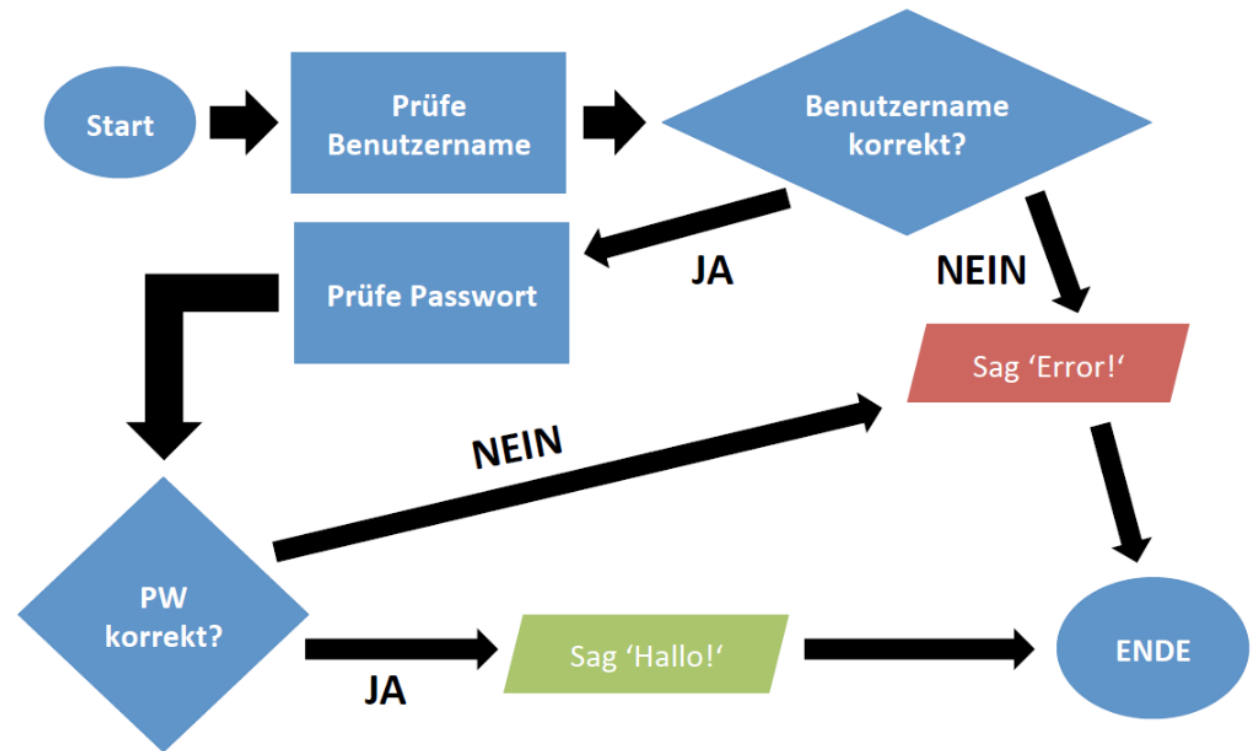 Start
Prüfe
Benutzername
Benutzername
korrekt?
JA
NEIN
Prüfe Passwort
Sag ‘Error!‘
NEIN
PW
korrekt?
JA
Sag ‘Hallo!‘
ENDE